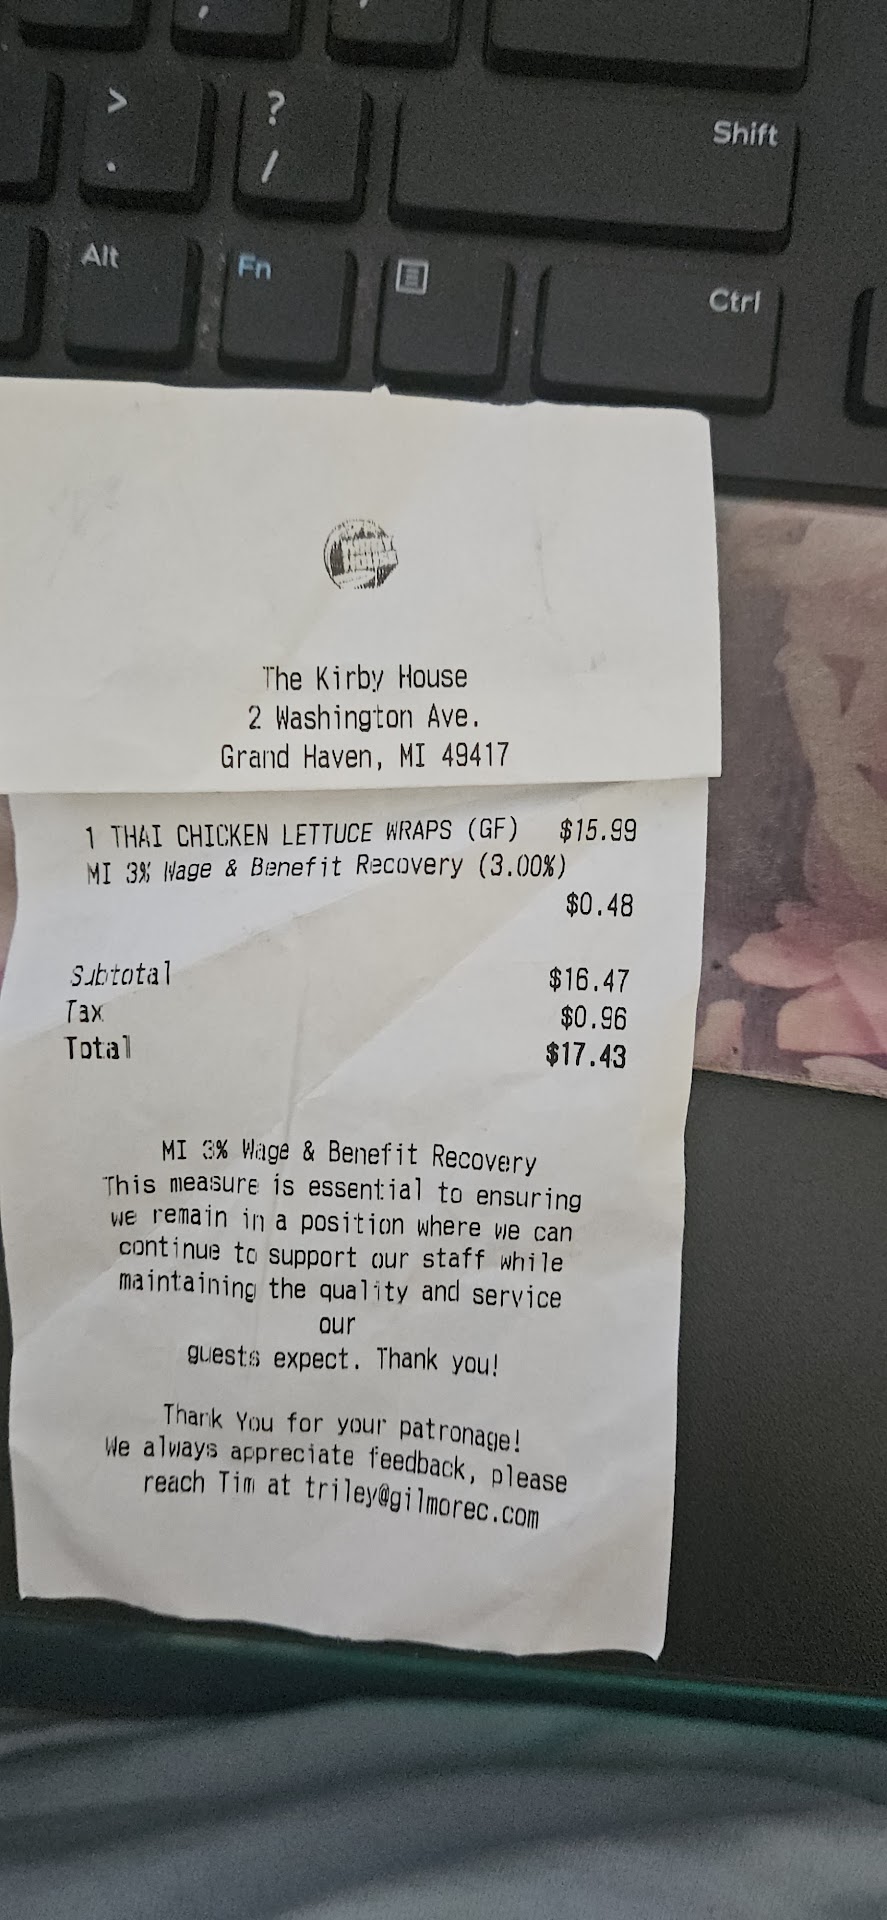 ,
>
.
?
/
Shift
Alt
Fn
Ctrl
HOUSE
The Kirby House
2 Washington Ave.
Grand Haven, MI 49417
1 THAI CHICKEN LETTUCE WRAPS (GF) $15.99
MI 3% Wage & Benefit Recovery (3.00%)
$0.48
Subtotal $16.47
Tax $0.96
Total $17.43
MI 3% Wage & Benefit Recovery
This measure is essential to ensuring
we remain in a position where we can
continue to support our staff while
maintaining the quality and service
our
guests expect. Thank you!
Thank You for your patronage!
We always appreciate feedback, please
reach Tim at triley@gilmorec.com